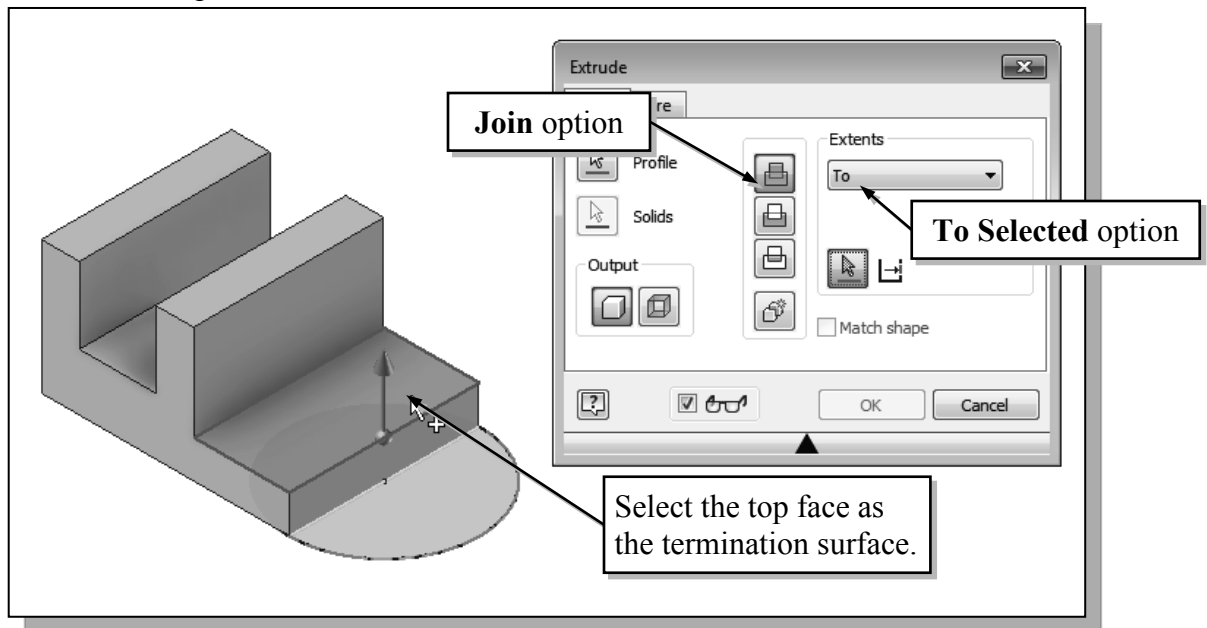 Extrude
re
Join option
Extents
Profile
To
Solids
To Selected option
Output
Match shape
OK
Cancel
Select the top face as
the termination surface.